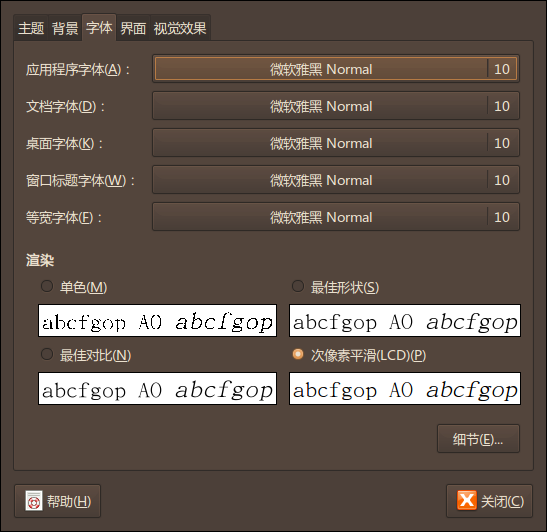 主题 背景 字体 界面 视觉效果
应用程序字体(A)： 微软雅黑 Normal 10
文档字体(D)： 微软雅黑 Normal 10
桌面字体(K)： 微软雅黑 Normal 10
窗口标题字体(W)： 微软雅黑 Normal 10
等宽字体(F)： 微软雅黑 Normal 10
渲染
单色(M) 最佳形状(S)
abcfgop AO abcfgop abcfgop AO abcfgop
最佳对比(N) 次像素平滑(LCD)(P)
abcfgop AO abcfgop abcfgop AO abcfgop
细节(E)...
帮助(H) 关闭(C)